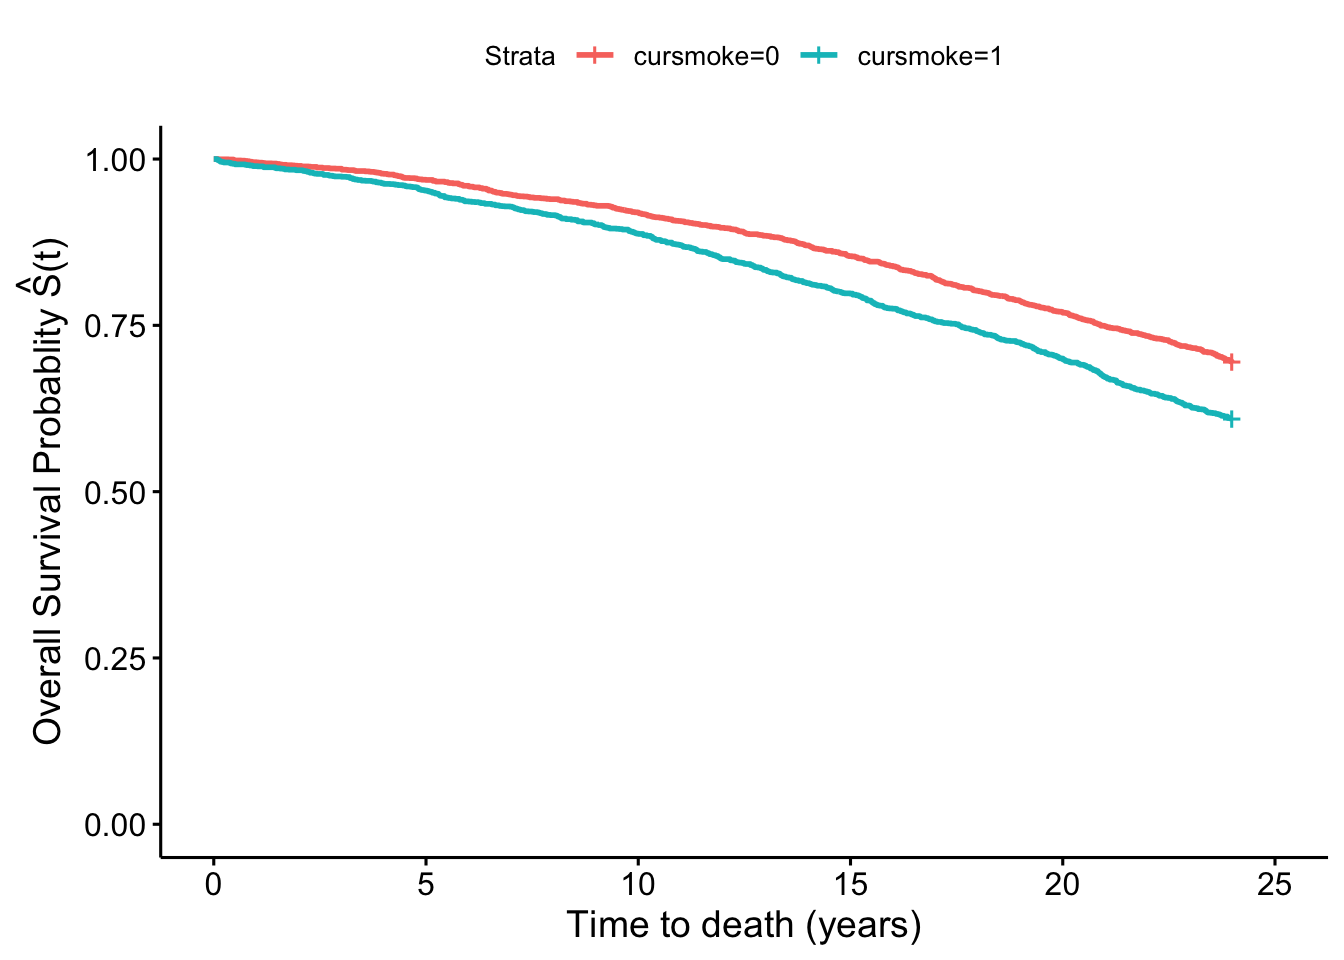 Strata cursmoke=0 cursmoke=1
Overall Survival Probablity Ŝ(t)
1.00
0.75
0.50
0.25
0.00
0 5 10 15 20 25
Time to death (years)